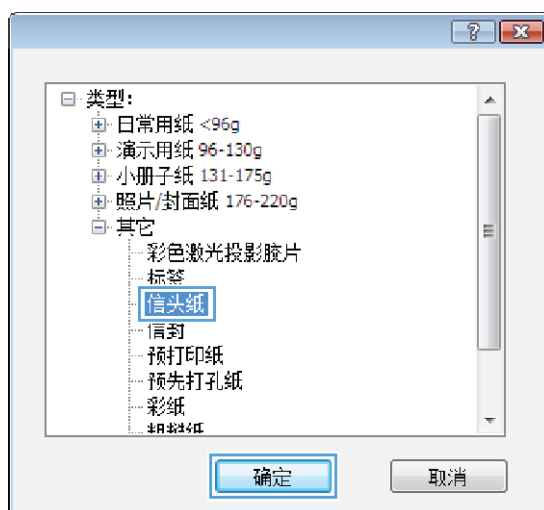 类型:
日常用纸 <96g
演示用纸 96-130g
小册子纸 131-175g
照片/封面纸 176-220g
其它
彩色激光投影胶片
标签
信头纸
信封
预打印纸
预先打孔纸
彩纸
粗糙纸
确定 取消